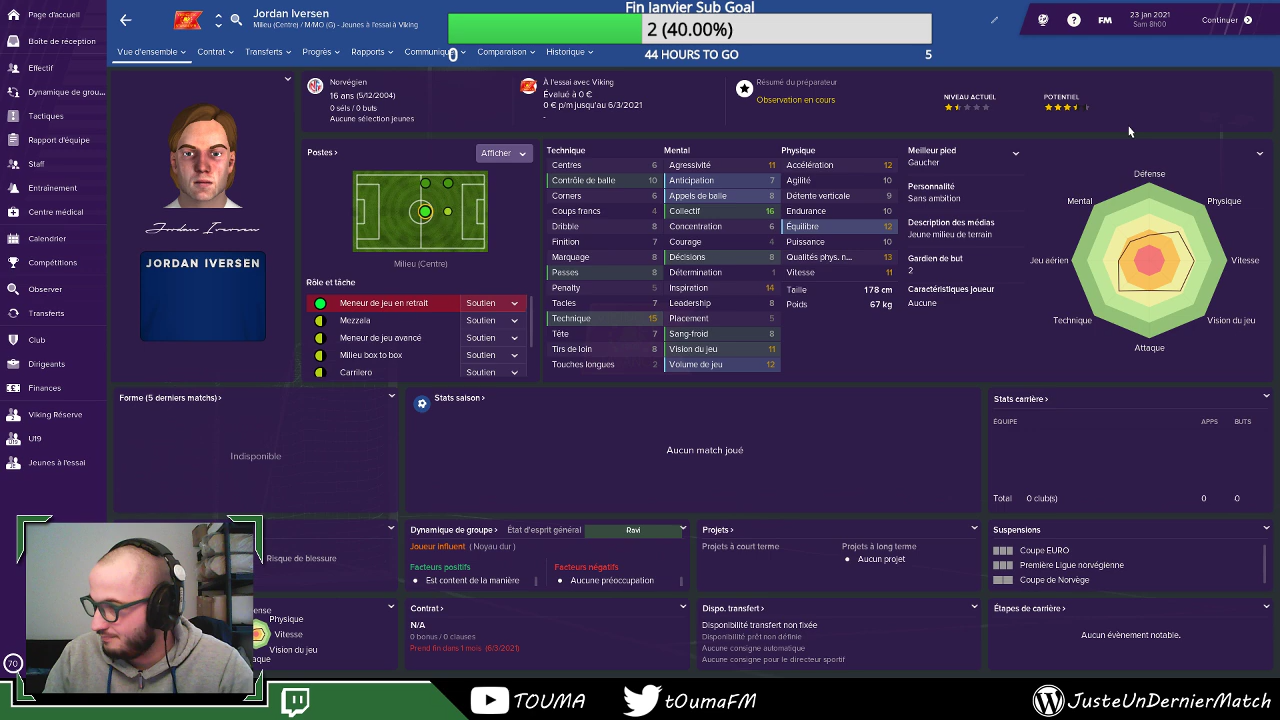 Page d'accueil
Boîte de réception
Effectif
Dynamique de grou...
Tactiques
Rapport d'équipe
Staff
Entraînement
Centre médical
Calendrier
Compétitions
Observer
Transferts
Club
Dirigeants
Finances
Viking Réserve
U19
Jeunes à l'essai
Jordan Iversen
Milieu (Centre) / M/MO (G) - Jeunes à l'essai à Viking
Fin Janvier Sub Goal
2 (40.00%)
0
44 HOURS TO GO
5
FM
23 jan 2021
Sam 8h00
Continuer
Vue d'ensemble
Contrat
Transferts
Progrès
Rapports
Comparaison
Historique
Norvégien
16 ans (5/12/2004)
0 séls / 0 buts
Aucune sélection jeunes
À l'essai avec Viking
Évalué à 0 €
0 € p/m jusqu'au 6/3/2021
-
Résumé du préparateur
Observation en cours
NIVEAU ACTUEL
POTENTIEL
JORDAN IVERSEN
Postes
Afficher
Milieu (Centre)
Rôle et tâche
Meneur de jeu en retrait Soutien
Mezzala Soutien
Meneur de jeu avancé Soutien
Milieu box to box Soutien
Carrilero Soutien
Technique
Centres 6
Contrôle de balle 10
Corners 6
Coups francs 4
Dribble 8
Finition 7
Marquage 8
Passes 8
Penalty 5
Tacles 7
Technique 15
Tête 7
Tirs de loin 8
Touches longues 2
Mental
Agressivité 11
Anticipation 7
Appels de balle 8
Collectif 16
Concentration 6
Courage 4
Décisions 8
Détermination 1
Inspiration 14
Leadership 8
Placement 5
Sang-froid 8
Vision du jeu 11
Volume de jeu 12
Physique
Accélération 12
Agilité 10
Détente verticale 9
Endurance 10
Équilibre 12
Puissance 10
Qualités phys. n... 13
Vitesse 11
Taille 178 cm
Poids 67 kg
Meilleur pied
Gaucher
Personnalité
Sans ambition
Description des médias
Jeune milieu de terrain
Gardien de but
2
Caractéristiques joueur
Aucune
Défense
Mental
Physique
Jeu aérien
Vitesse
Technique
Vision du jeu
Attaque
Forme (5 derniers matchs)
Indisponible
Stats saison
Aucun match joué
Stats carrière
ÉQUIPE APPS BUTS
Total 0 club(s) 0 0
Risque de blessure
Physique
Vitesse
Vision du jeu
70
Dynamique de groupe
État d'esprit général
Ravi
Joueur influent ( Noyau dur )
Facteurs positifs
Est content de la manière
Facteurs négatifs
Aucune préoccupation
Projets
Projets à court terme
Projets à long terme
Aucun projet
Suspensions
Coupe EURO
Première Ligue norvégienne
Coupe de Norvège
Contrat
N/A
0 bonus / 0 clauses
Prend fin dans 1 mois (6/3/2021)
Dispo. transfert
Disponibilité transfert non fixée
Disponibilité prêt non définie
Aucune consigne automatique
Aucune consigne pour le directeur sportif
Étapes de carrière
Aucun évènement notable.
TOUMA
tOumaFM
JusteUnDernierMatch